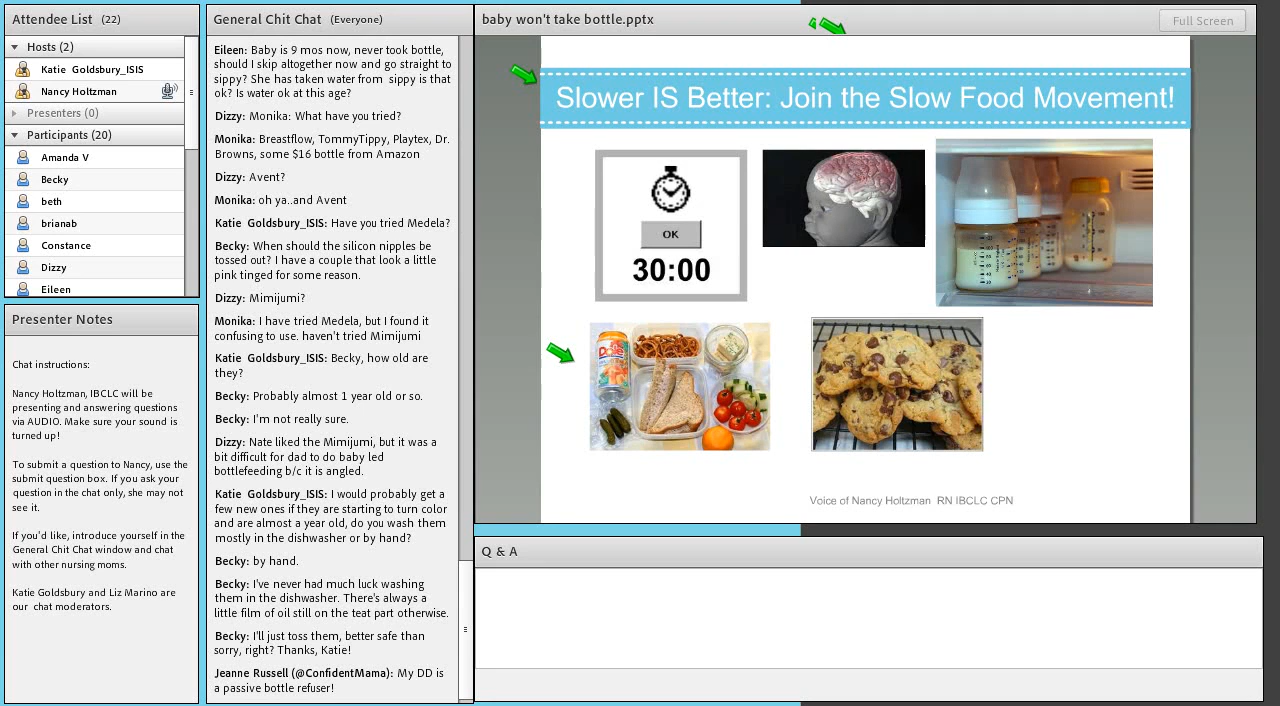 Attendee List (22)
Hosts (2)
Katie Goldsbury_ISIS
Nancy Holtzman
Presenters (0)
Participants (20)
Amanda V
Becky
beth
brianab
Constance
Dizzy
Eileen
Presenter Notes
Chat instructions:
Nancy Holtzman, IBCLC will be
presenting and answering questions
via AUDIO. Make sure your sound is
turned up!
To submit a question to Nancy, use the
submit question box. If you ask your
question in the chat only, she may not
see it.
If you'd like, introduce yourself in the
General Chit Chat window and chat
with other nursing moms.
Katie Goldsbury and Liz Marino are
our chat moderators.
General Chit Chat (Everyone)
Eileen: Baby is 9 mos now, never took bottle,
should I skip altogether now and go straight to
sippy? She has taken water from sippy is that
ok? Is water ok at this age?
Dizzy: Monika: What have you tried?
Monika: Breastflow, TommyTippy, Playtex, Dr.
Browns, some $16 bottle from Amazon
Dizzy: Avent?
Monika: oh ya..and Avent
Katie Goldsbury_ISIS: Have you tried Medela?
Becky: When should the silicon nipples be
tossed out? I have a couple that look a little
pink tinged for some reason.
Dizzy: Mimijumi?
Monika: I have tried Medela, but I found it
confusing to use. haven't tried Mimijumi
Katie Goldsbury_ISIS: Becky, how old are
they?
Becky: Probably almost 1 year old or so.
Becky: I'm not really sure.
Dizzy: Nate liked the Mimijumi, but it was a
bit difficult for dad to do baby led
bottlefeeding b/c it is angled.
Katie Goldsbury_ISIS: I would probably get a
few new ones if they are starting to turn color
and are almost a year old, do you wash them
mostly in the dishwasher or by hand?
Becky: by hand.
Becky: I've never had much luck washing
them in the dishwasher. There's always a
little film of oil still on the teat part otherwise.
Becky: I'll just toss them, better safe than
sorry, right? Thanks, Katie!
Jeanne Russell (@ConfidentMama): My DD is
a passive bottle refuser!
baby won't take bottle.pptx
Full Screen
Slower IS Better: Join the Slow Food Movement!
OK
30:00
Dole
Voice of Nancy Holtzman RN IBCLC CPN
Q & A